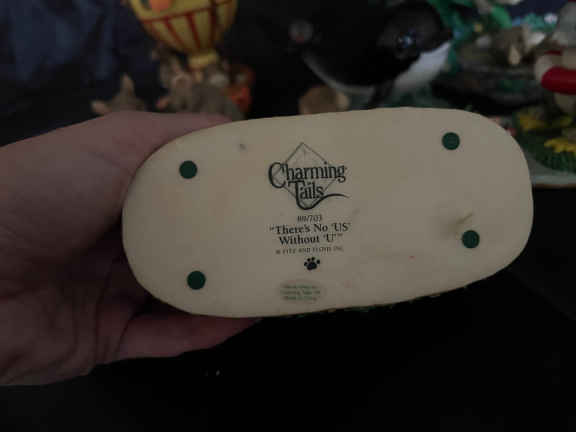 Charming
Tails
89/703
"There's No 'US'
Without 'U'"
© FITZ AND FLOYD INC.